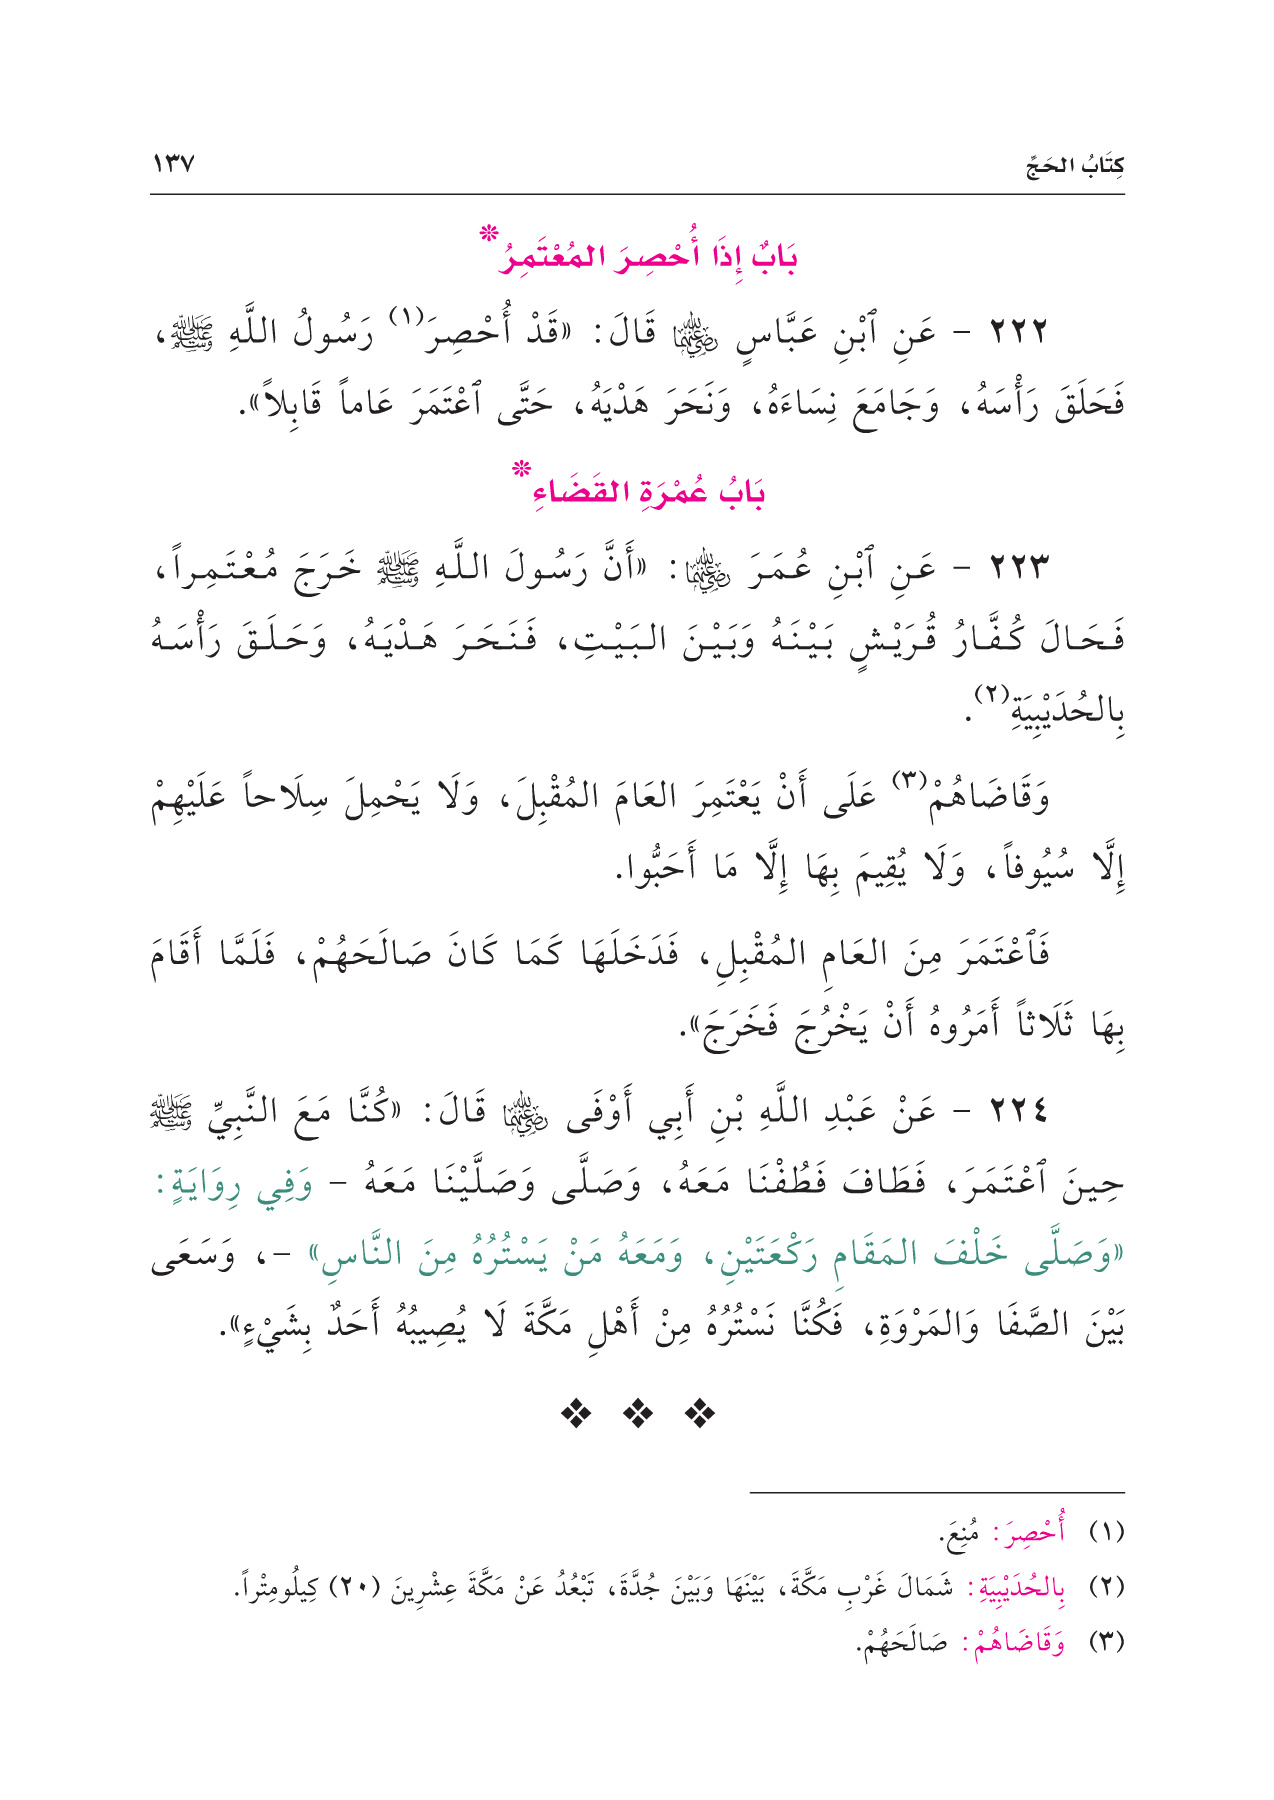 كِتَابُ الحَجِّ ١٣٧
بَابٌ إِذَا أُحْصِرَ المُعْتَمِرُ*
٢٢٢ - عَنِ ٱبْنِ عَبَّاسٍ ﵄ قَالَ: «قَدْ أُحْصِرَ(١) رَسُولُ اللَّهِ ﷺ،
فَحَلَقَ رَأْسَهُ، وَجَامَعَ نِسَاءَهُ، وَنَحَرَ هَدْيَهُ، حَتَّى ٱعْتَمَرَ عَاماً قَابِلاً».
بَابُ عُمْرَةِ القَضَاءِ*
٢٢٣ - عَنِ ٱبْنِ عُمَرَ ﵄: «أَنَّ رَسُولَ اللَّهِ ﷺ خَرَجَ مُعْتَمِراً،
فَحَالَ كُفَّارُ قُرَيْشٍ بَيْنَهُ وَبَيْنَ البَيْتِ، فَنَحَرَ هَدْيَهُ، وَحَلَقَ رَأْسَهُ
بِالحُدَيْبِيَةِ(٢).
وَقَاضَاهُمْ(٣) عَلَى أَنْ يَعْتَمِرَ العَامَ المُقْبِلَ، وَلَا يَحْمِلَ سِلَاحاً عَلَيْهِمْ
إِلَّا سُيُوفاً، وَلَا يُقِيمَ بِهَا إِلَّا مَا أَحَبُّوا.
فَٱعْتَمَرَ مِنَ العَامِ المُقْبِلِ، فَدَخَلَهَا كَمَا كَانَ صَالَحَهُمْ، فَلَمَّا أَقَامَ
بِهَا ثَلَاثاً أَمَرُوهُ أَنْ يَخْرُجَ فَخَرَجَ».
٢٢٤ - عَنْ عَبْدِ اللَّهِ بْنِ أَبِي أَوْفَى ﵄ قَالَ: «كُنَّا مَعَ النَّبِيِّ ﷺ
حِينَ ٱعْتَمَرَ، فَطَافَ فَطُفْنَا مَعَهُ، وَصَلَّى وَصَلَّيْنَا مَعَهُ - وَفِي رِوَايَةٍ:
«وَصَلَّى خَلْفَ المَقَامِ رَكْعَتَيْنِ، وَمَعَهُ مَنْ يَسْتُرُهُ مِنَ النَّاسِ» -، وَسَعَى
بَيْنَ الصَّفَا وَالمَرْوَةِ، فَكُنَّا نَسْتُرُهُ مِنْ أَهْلِ مَكَّةَ لَا يُصِيبُهُ أَحَدٌ بِشَيْءٍ».
(١) أُحْصِرَ: مُنِعَ.
(٢) بِالحُدَيْبِيَةِ: شَمَالَ غَرْبِ مَكَّةَ، بَيْنَهَا وَبَيْنَ جُدَّةَ، تَبْعُدُ عَنْ مَكَّةَ عِشْرِينَ (٢٠) كِيلُومِتْراً.
(٣) وَقَاضَاهُمْ: صَالَحَهُمْ.